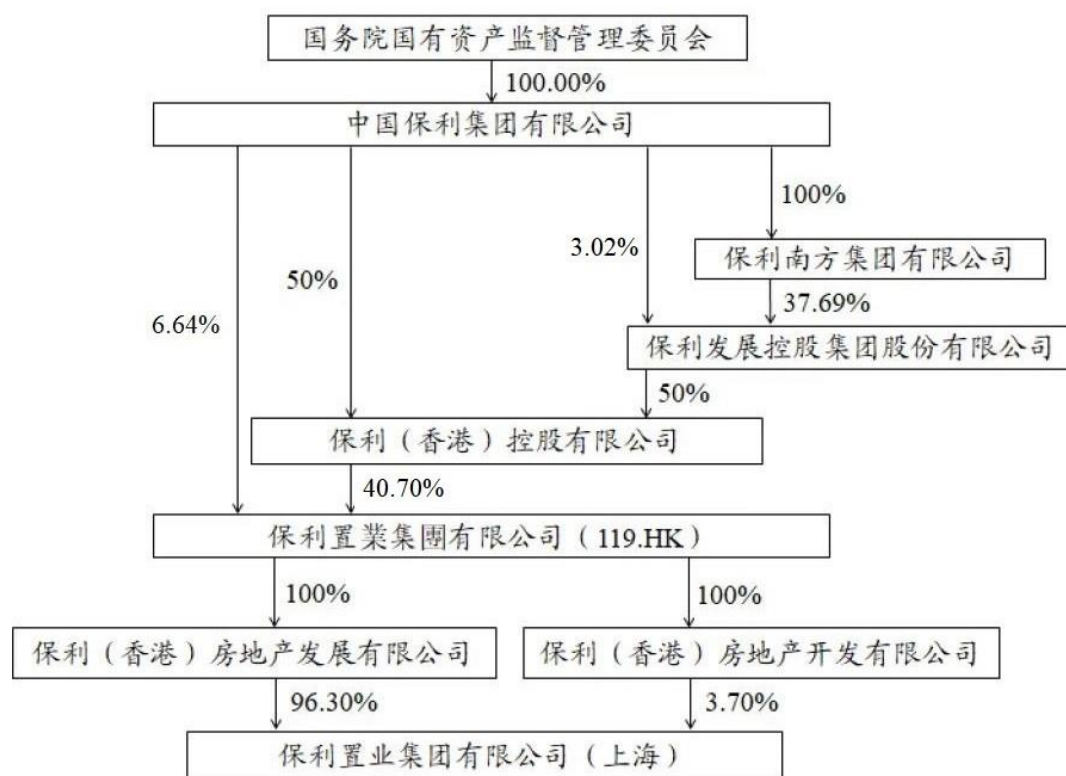 国务院国有资产监督管理委员会
100.00%
中国保利集团有限公司
100%
3.02%
保利南方集团有限公司
50%
37.69%
6.64%
保利发展控股集团股份有限公司
50%
保利（香港）控股有限公司
40.70%
保利置業集團有限公司（119.HK）
100%
100%
保利（香港）房地产发展有限公司
保利（香港）房地产开发有限公司
96.30%
3.70%
保利置业集团有限公司（上海）